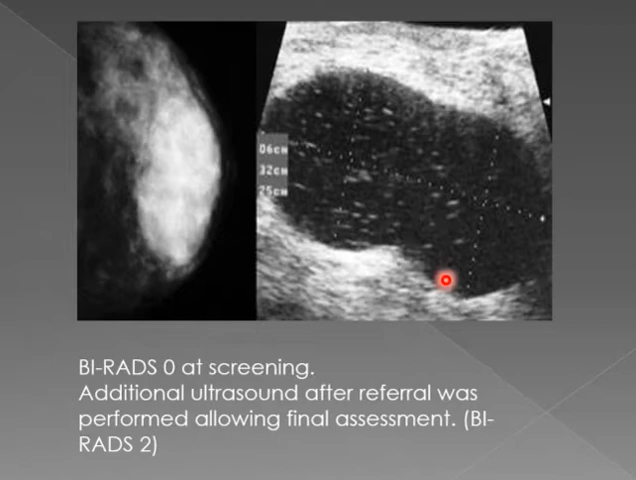 06cm
32cm
25cm
BI-RADS 0 at screening.
Additional ultrasound after referral was
performed allowing final assessment. (BI-
RADS 2)